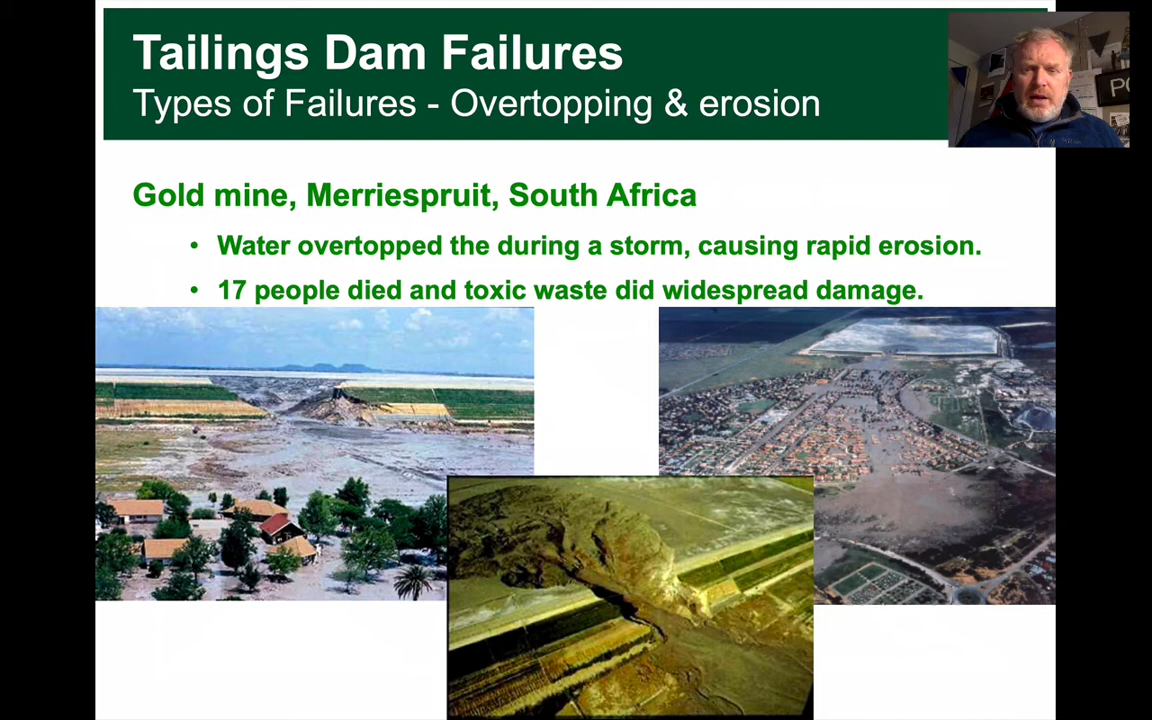 Tailings Dam Failures
Types of Failures - Overtopping & erosion
PO
Gold mine, Merriespruit, South Africa
• Water overtopped the during a storm, causing rapid erosion.
• 17 people died and toxic waste did widespread damage.